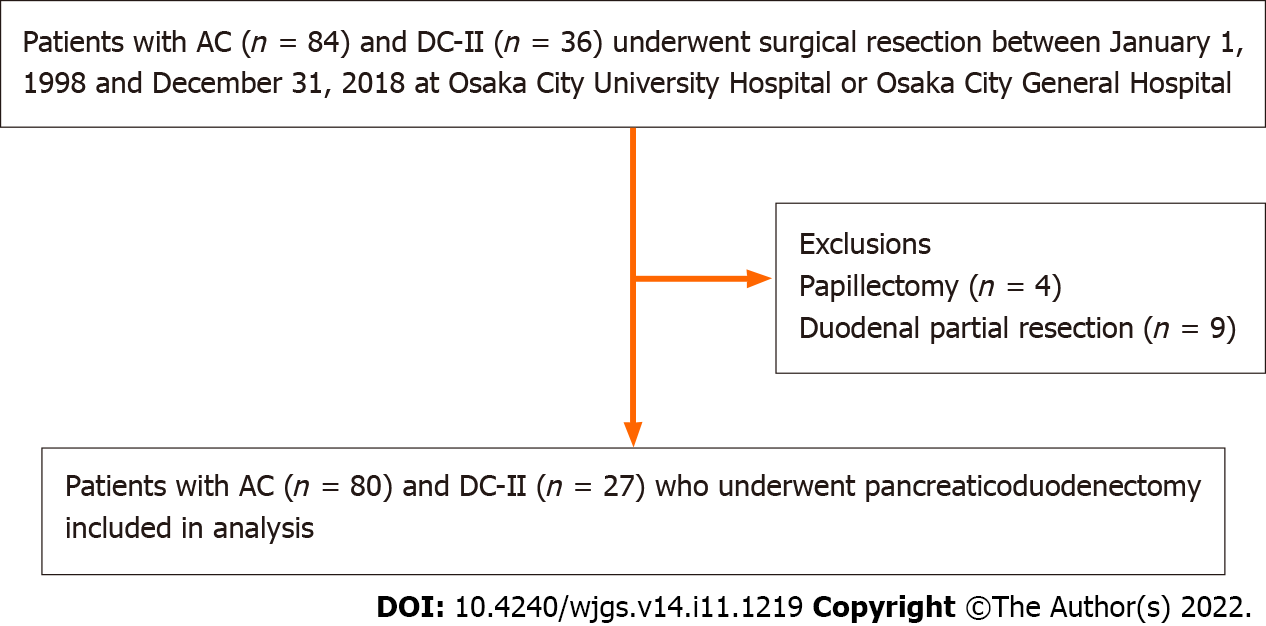 Patients with AC (n = 84) and DC-II (n = 36) underwent surgical resection between January 1,
1998 and December 31, 2018 at Osaka City University Hospital or Osaka City General Hospital
Exclusions
Papillectomy (n = 4)
Duodenal partial resection (n = 9)
Patients with AC (n = 80) and DC-II (n = 27) who underwent pancreaticoduodenectomy
included in analysis
DOI: 10.4240/wjgs.v14.i11.1219 Copyright ©The Author(s) 2022.